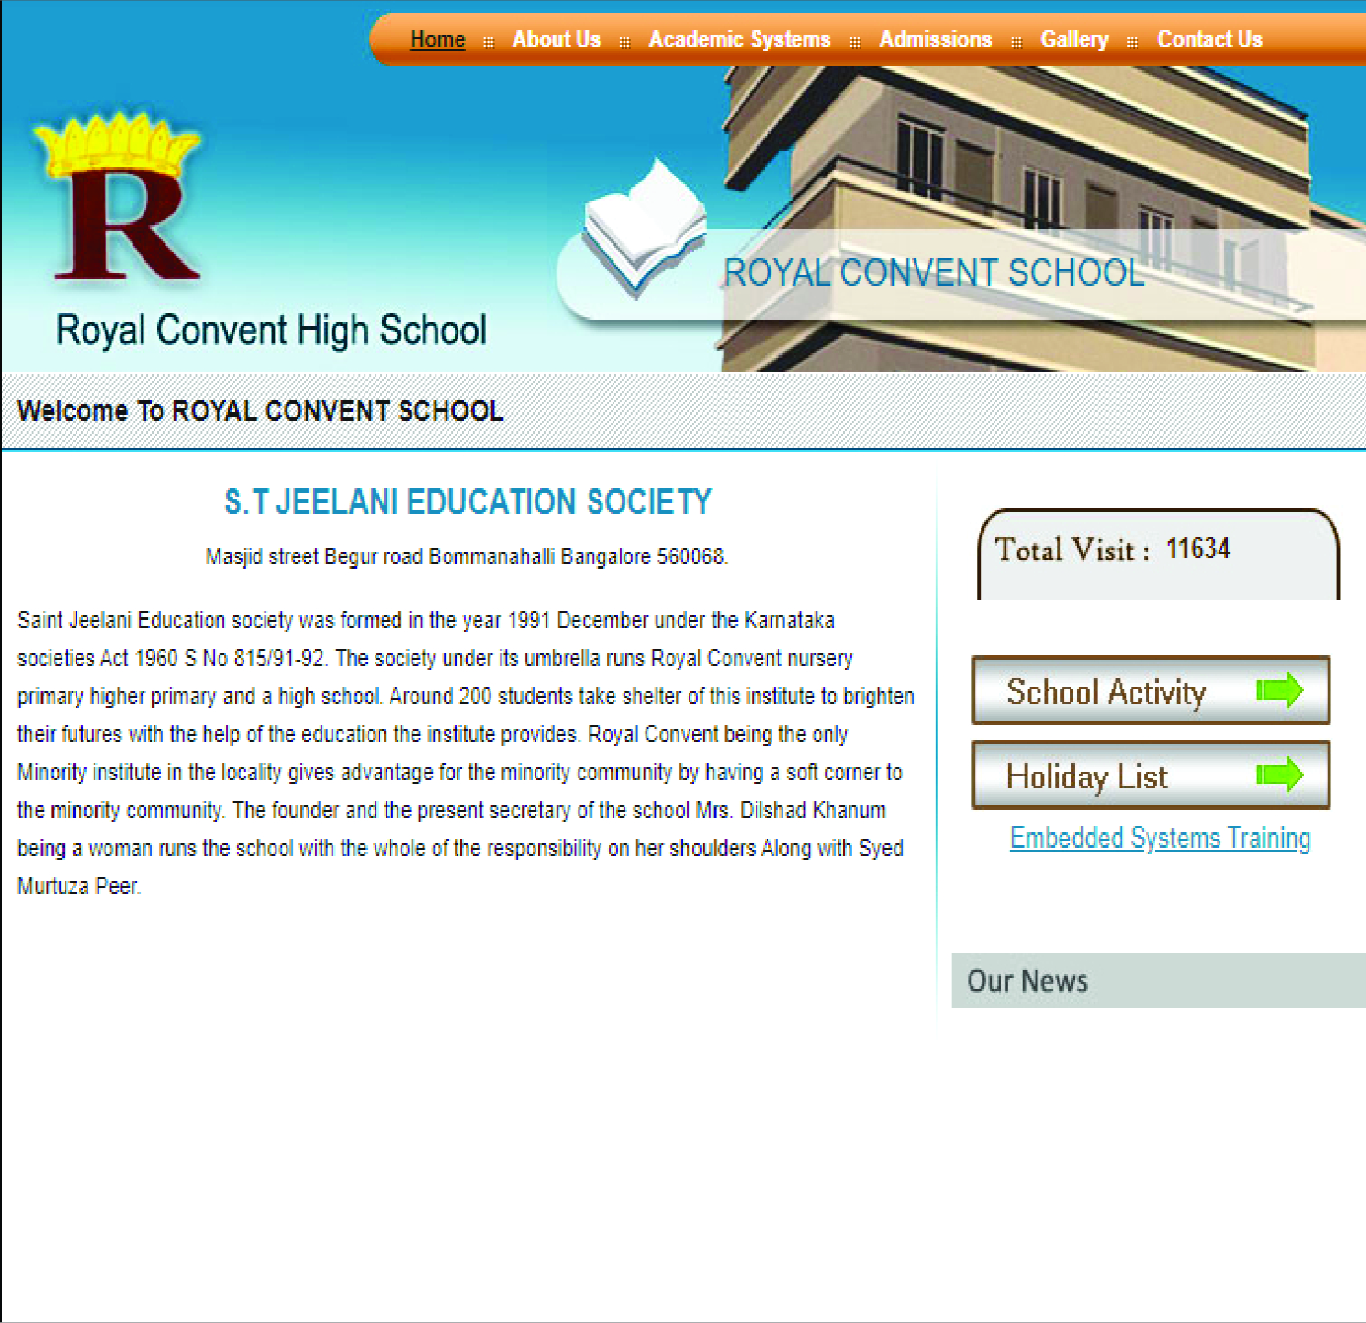 Home About Us Academic Systems Admissions Gallery Contact Us
R
Royal Convent High School
ROYAL CONVENT SCHOOL
Welcome To ROYAL CONVENT SCHOOL
S.T JEELANI EDUCATION SOCIETY
Masjid street Begur road Bommanahalli Bangalore 560068.
Saint Jeelani Education society was formed in the year 1991 December under the Karnataka
societies Act 1960 S No 815/91-92. The society under its umbrella runs Royal Convent nursery
primary higher primary and a high school. Around 200 students take shelter of this institute to brighten
their futures with the help of the education the institute provides. Royal Convent being the only
Minority institute in the locality gives advantage for the minority community by having a soft corner to
the minority community. The founder and the present secretary of the school Mrs. Dilshad Khanum
being a woman runs the school with the whole of the responsibility on her shoulders Along with Syed
Murtuza Peer.
Total Visit : 11634
School Activity
Holiday List
Embedded Systems Training
Our News